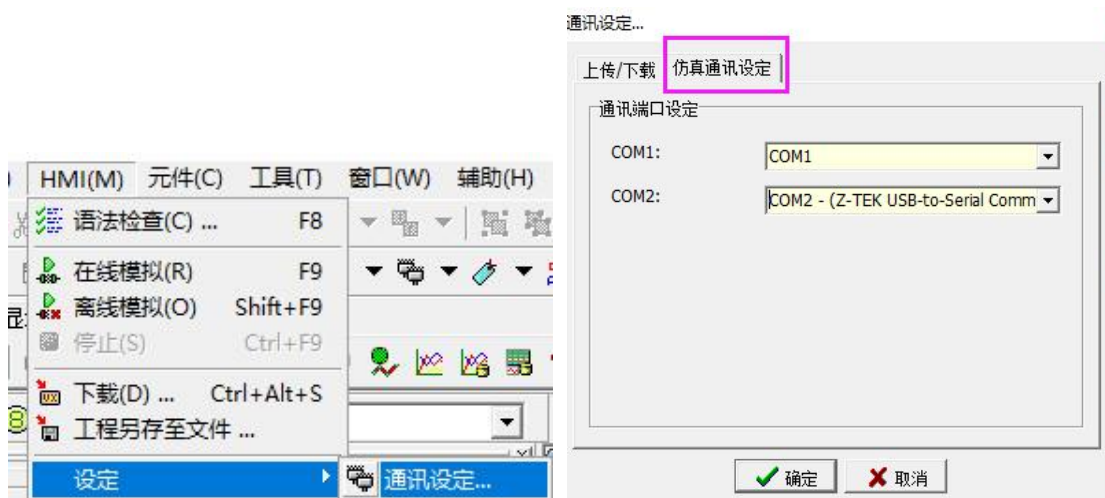 HMI(M) 元件(C) 工具(T) 窗口(W) 辅助(H)
语法检查(C) ... F8
在线模拟(R) F9
离线模拟(O) Shift+F9
停止(S) Ctrl+F9
下载(D) ... Ctrl+Alt+S
工程另存至文件 ...
设定
通讯设定...
通讯设定...
上传/下载 仿真通讯设定
通讯端口设定
COM1: COM1
COM2: COM2 - (Z-TEK USB-to-Serial Comm
确定 取消